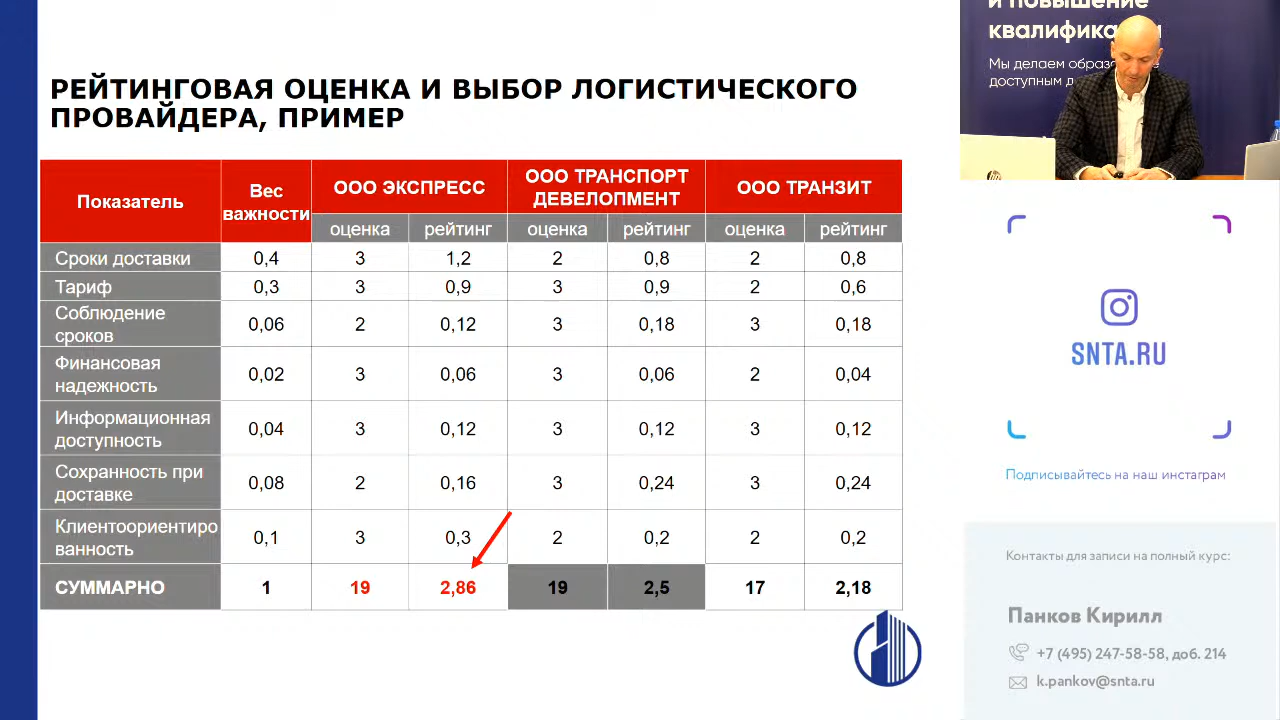 РЕЙТИНГОВАЯ ОЦЕНКА И ВЫБОР ЛОГИСТИЧЕСКОГО
ПРОВАЙДЕРА, ПРИМЕР
Показатель
Вес
важности
ООО ЭКСПРЕСС
ООО ТРАНСПОРТ
ДЕВЕЛОПМЕНТ
ООО ТРАНЗИТ
оценка рейтинг оценка рейтинг оценка рейтинг
Сроки доставки 0,4 3 1,2 2 0,8 2 0,8
Тариф 0,3 3 0,9 3 0,9 2 0,6
Соблюдение
сроков 0,06 2 0,12 3 0,18 3 0,18
Финансовая
надежность 0,02 3 0,06 3 0,06 2 0,04
Информационная
доступность 0,04 3 0,12 3 0,12 3 0,12
Сохранность при
доставке 0,08 2 0,16 3 0,24 3 0,24
Клиентоориентиро
ванность 0,1 3 0,3 2 0,2 2 0,2
СУММАРНО 1 19 2,86 19 2,5 17 2,18
и повышение
Мы делаем
доступным
SNTA.RU
Подписывайтесь на наш инстаграм
Контакты для записи на полный курс:
Панков Кирилл
+7 (495) 247-58-58, доб. 214
k.pankov@snta.ru